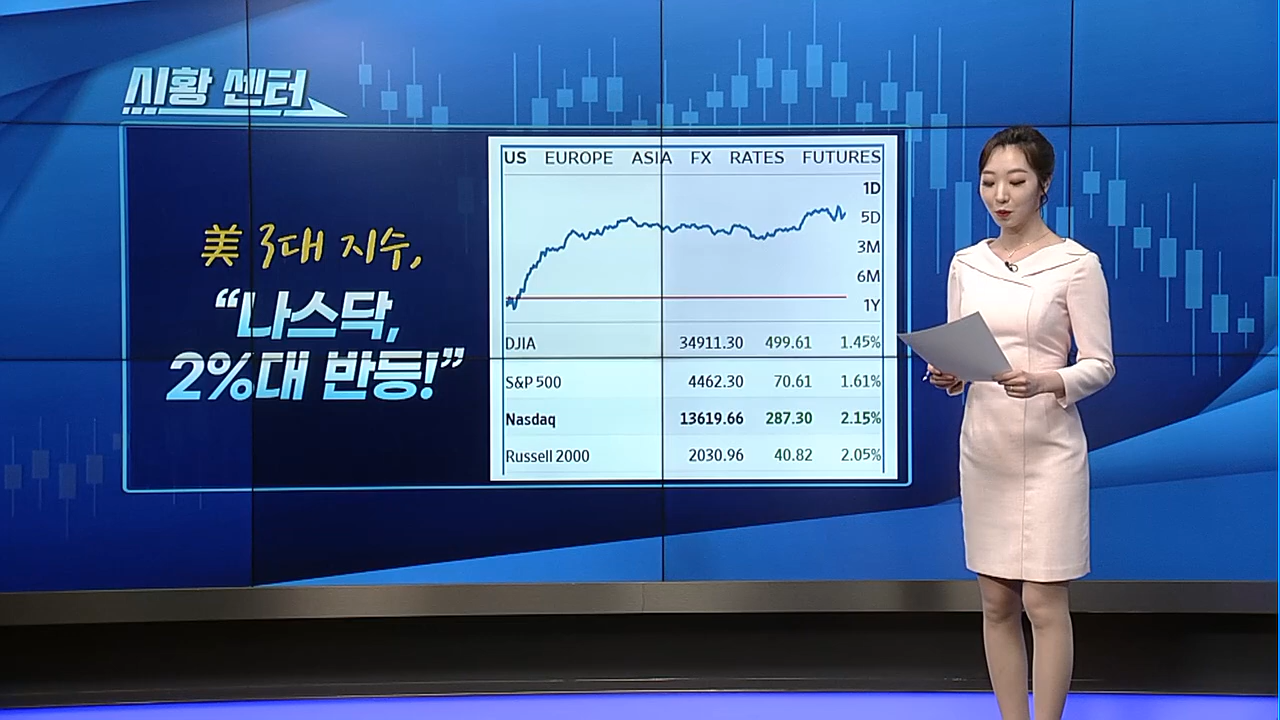 시황 센터
美 3대 지수,
“나스닥,
2%대 반등!”
US EUROPE ASIA FX RATES FUTURES
1D
5D
3M
6M
1Y
DJIA 34911.30 499.61 1.45%
S&P 500 4462.30 70.61 1.61%
Nasdaq 13619.66 287.30 2.15%
Russell 2000 2030.96 40.82 2.05%